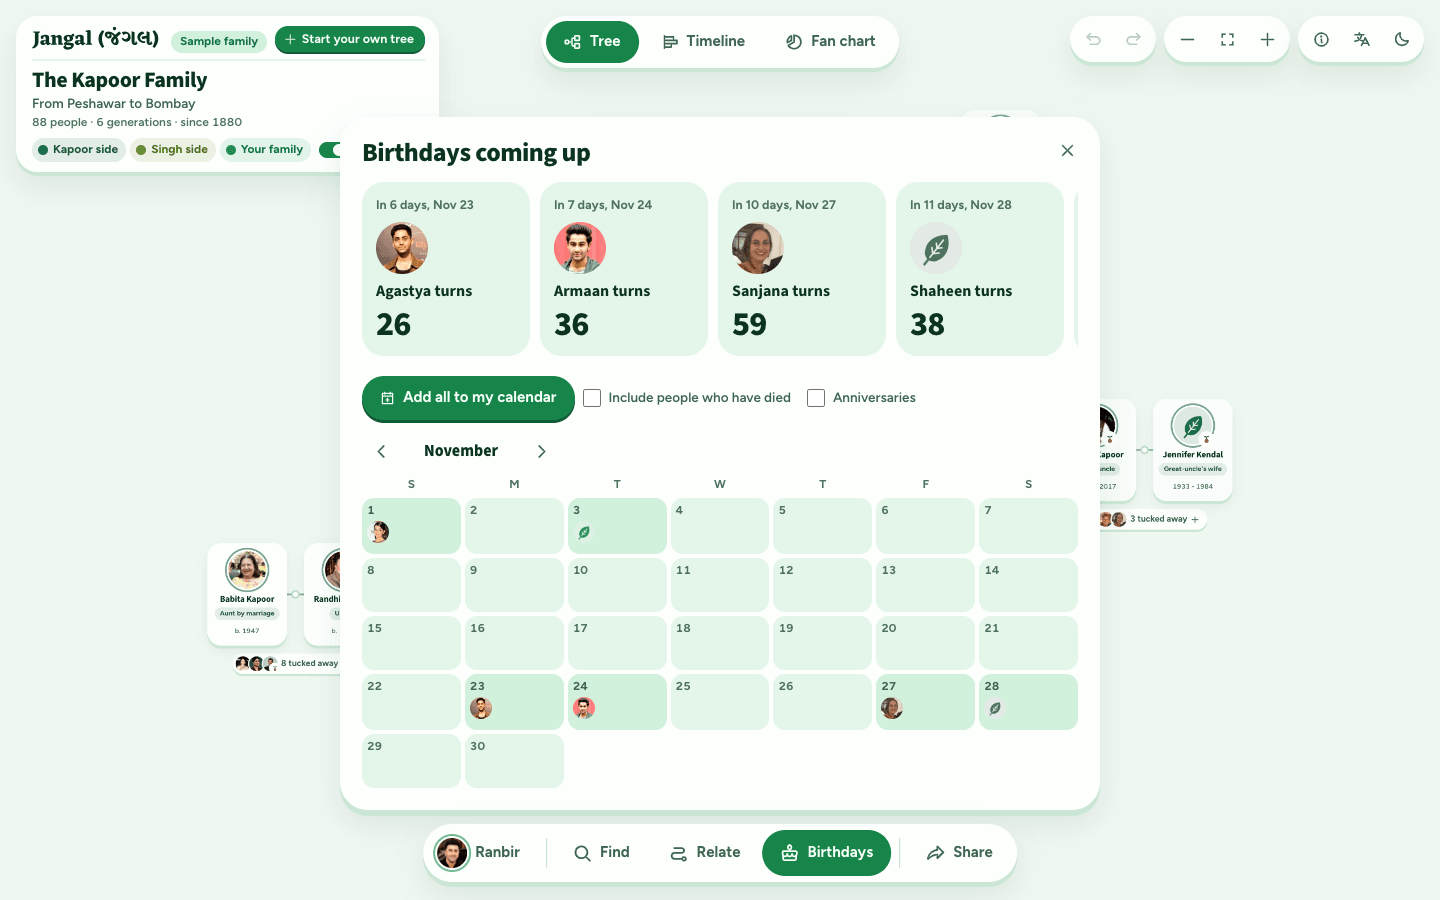 Jangal (જંગલ)
Sample family
Start your own tree
The Kapoor Family
From Peshawar to Bombay
88 people · 6 generations · since 1880
Kapoor side
Singh side
Your family
Tree
Timeline
Fan chart
Birthdays coming up
In 6 days, Nov 23
Agastya turns
26
In 7 days, Nov 24
Armaan turns
36
In 10 days, Nov 27
Sanjana turns
59
In 11 days, Nov 28
Shaheen turns
38
Add all to my calendar
Include people who have died
Anniversaries
November
S M T W T F S
1 2 3 4 5 6 7
8 9 10 11 12 13 14
15 16 17 18 19 20 21
22 23 24 25 26 27 28
29 30
Babita Kapoor
Aunt by marriage
b. 1947
Randhi
U
b.
8 tucked away
apoor
uncle
2017
Jennifer Kendal
Great-uncle's wife
1933 - 1984
3 tucked away
Ranbir
Find
Relate
Birthdays
Share